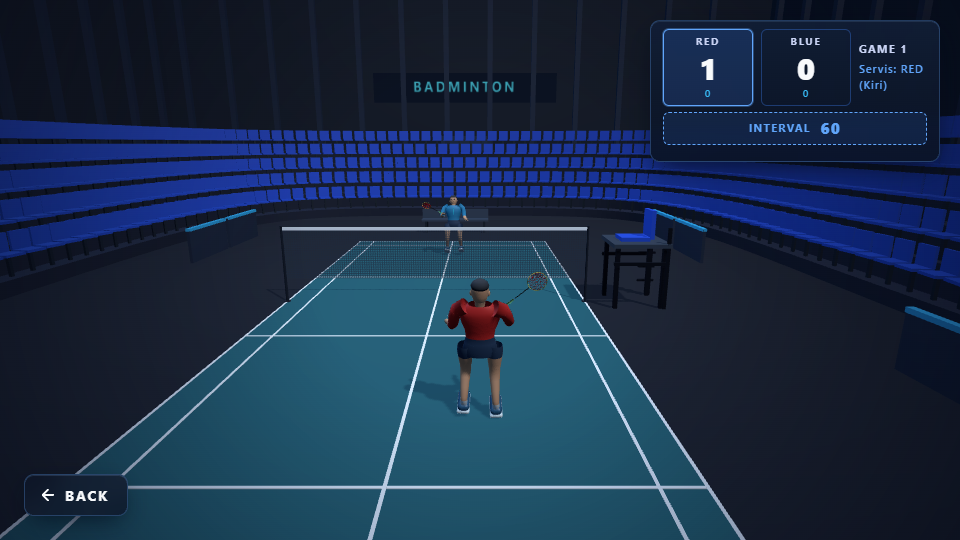 BADMINTON
RED
1
0
BLUE
0
0
GAME 1
Servis: RED
(Kiri)
INTERVAL 60
← BACK